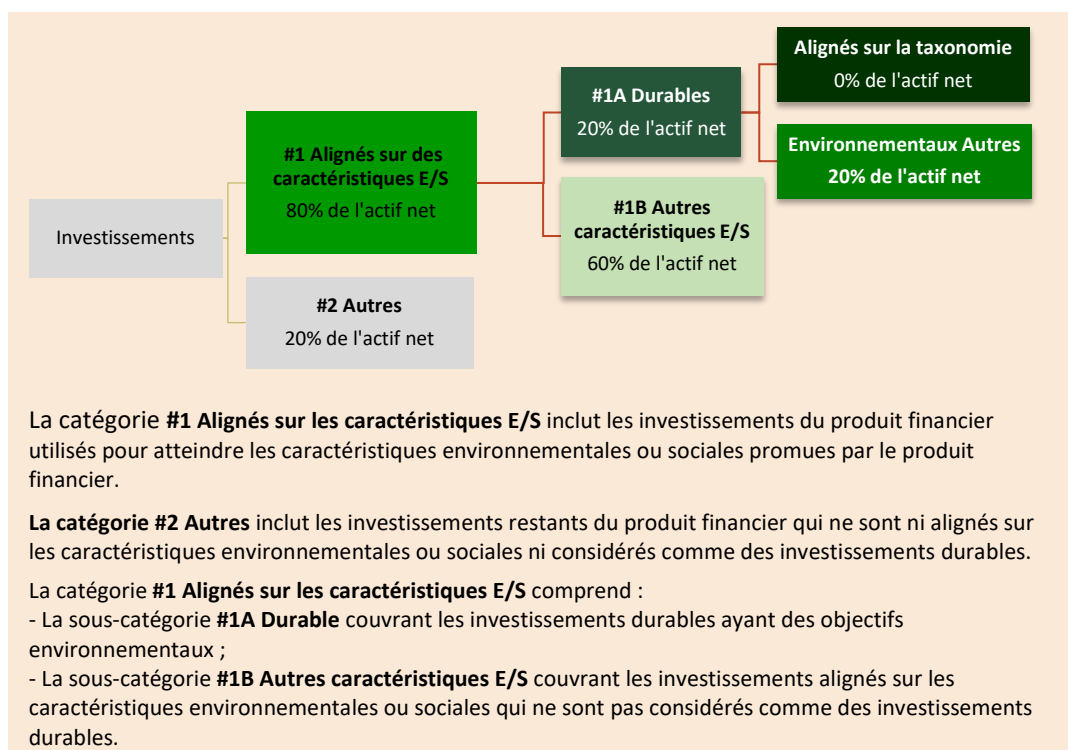 Alignés sur la taxonomie
0% de l'actif net
#1A Durables
20% de l'actif net
Environnementaux Autres
20% de l'actif net
#1 Alignés sur des
caractéristiques E/S
80% de l'actif net
#1B Autres
caractéristiques E/S
60% de l'actif net
Investissements
#2 Autres
20% de l'actif net
La catégorie #1 Alignés sur les caractéristiques E/S inclut les investissements du produit financier
utilisés pour atteindre les caractéristiques environnementales ou sociales promues par le produit
financier.
La catégorie #2 Autres inclut les investissements restants du produit financier qui ne sont ni alignés sur
les caractéristiques environnementales ou sociales ni considérés comme des investissements durables.
La catégorie #1 Alignés sur les caractéristiques E/S comprend :
- La sous-catégorie #1A Durable couvrant les investissements durables ayant des objectifs
environnementaux ;
- La sous-catégorie #1B Autres caractéristiques E/S couvrant les investissements alignés sur les
caractéristiques environnementales ou sociales qui ne sont pas considérés comme des investissements
durables.